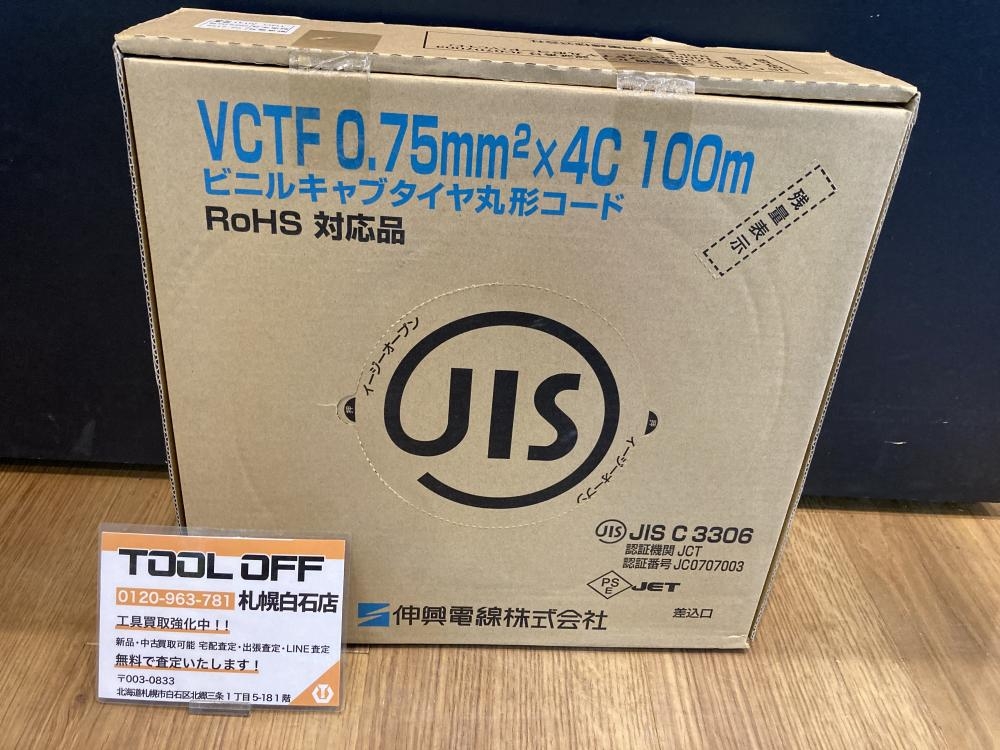 VCTF 0.75mm²×4C 100m
ビニルキャブタイヤ丸形コード
RoHS 対応品
残量表示
イージーオープン
押
JIS
押
イージーオープン
JIS JIS C 3306
認証機関 JCT
認証番号 JC0707003
PSE JET
伸興電線株式会社
差込口
TOOL OFF
0120-963-781 札幌白石店
工具買取強化中！！
新品・中古買取可能 宅配査定・出張査定・LINE査定
無料で査定いたします！
〒003-0833
北海道札幌市白石区北郷三条1丁目5-18 1階